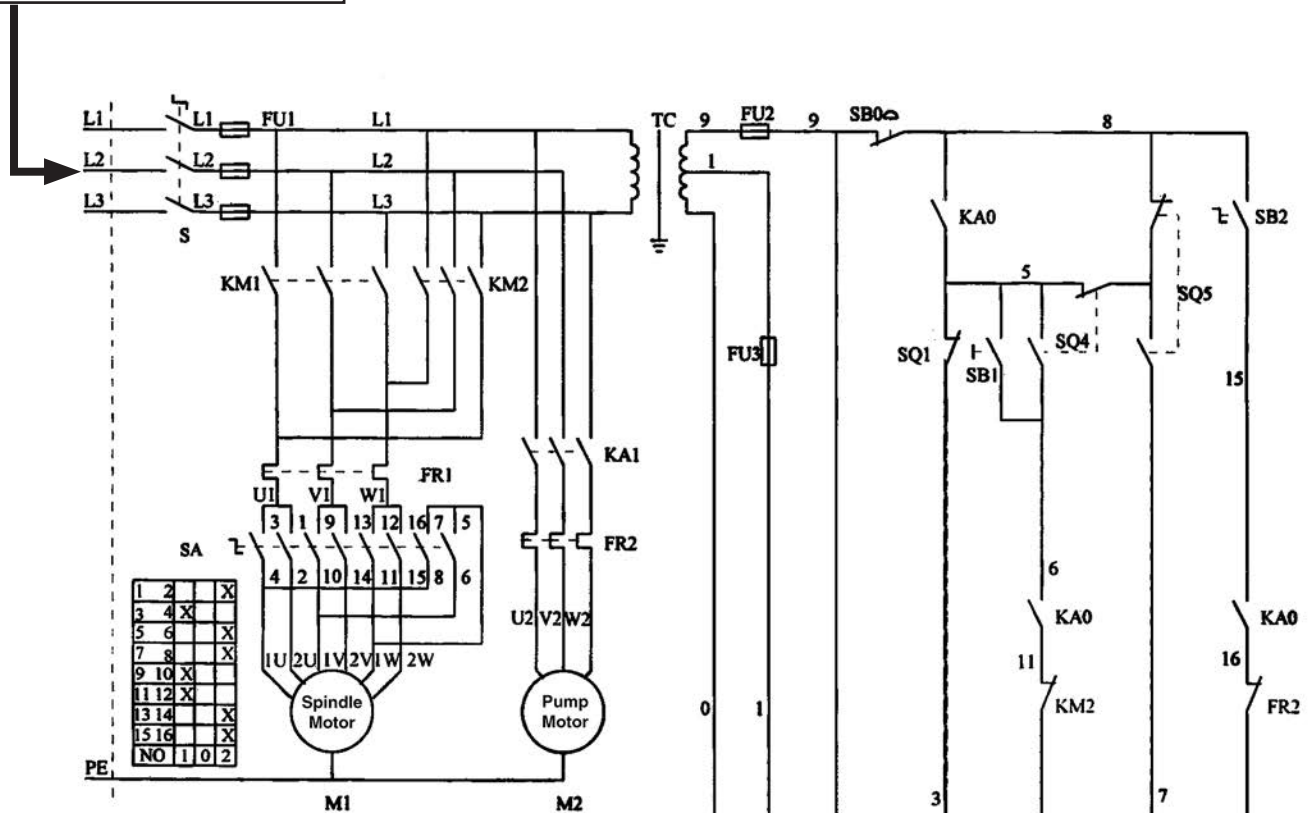 TC 9 FU2 9 SB0 8
L1 L1 FU1 L1
L2 L2 L2 1
L3 L3 L3
S
KA0 SB2
KM1 KM2
5
SQ5
FU3 SQ1 SB1 SQ4
15
KA1
FR1
U1 V1 W1
3 1 9 13 12 16 7 5
SA
FR2
4 2 10 14 11 15 8 6
6
1 2 X
3 4 X
5 6 X
7 8 X
9 10 X
11 12 X
13 14 X
15 16 X
NO 1 0 2
U2 V2 W2
KA0 KA0
1U 2U 1V 2V 1W 2W
11 16
Spindle
Motor
Pump
Motor
0 1
KM2 FR2
PE
3 7
M1 M2